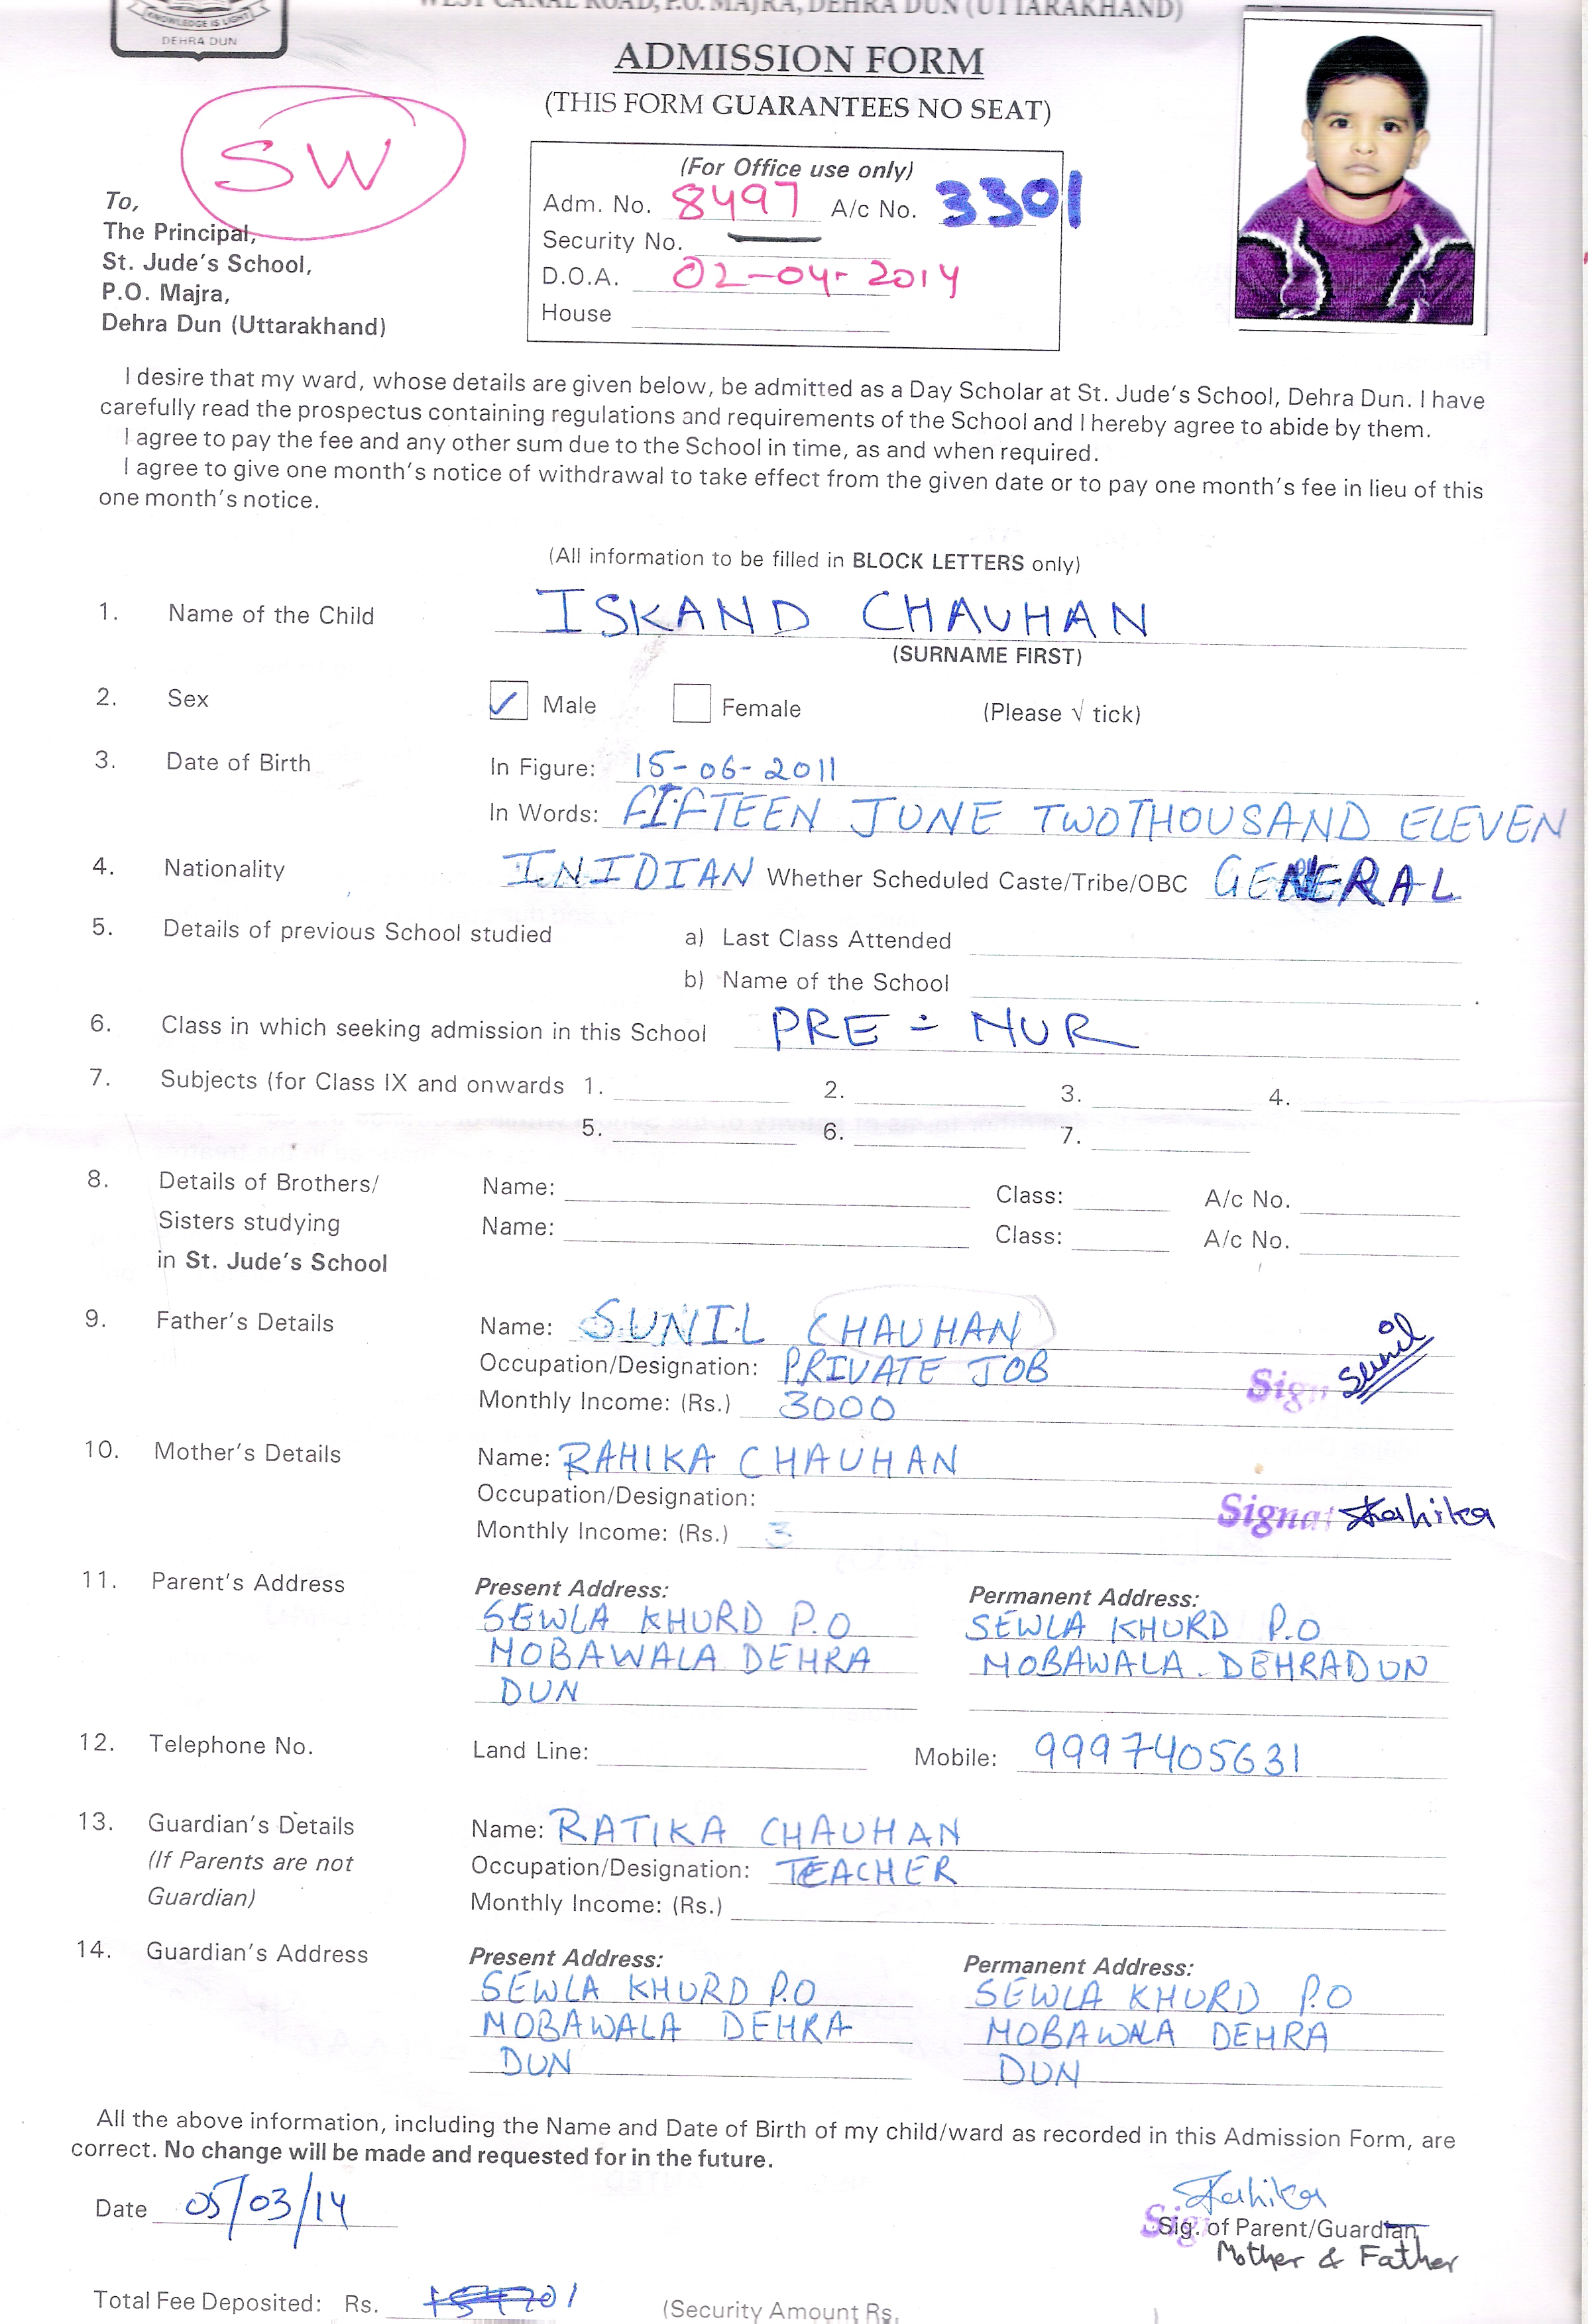 KNOWLEDGE IS LIGHT
DEHRA DUN
WEST CANAL ROAD, P.O. MAJRA, DEHRA DUN (UTTARAKHAND)
ADMISSION FORM
(THIS FORM GUARANTEES NO SEAT)
SW
(For Office use only)
Adm. No. 8497 A/c No. 3301
Security No.
D.O.A. 02-04-2014
House
To,
The Principal,
St. Jude's School,
P.O. Majra,
Dehra Dun (Uttarakhand)
I desire that my ward, whose details are given below, be admitted as a Day Scholar at St. Jude's School, Dehra Dun. I have
carefully read the prospectus containing regulations and requirements of the School and I hereby agree to abide by them.
I agree to pay the fee and any other sum due to the School in time, as and when required.
I agree to give one month's notice of withdrawal to take effect from the given date or to pay one month's fee in lieu of this
one month's notice.
(All information to be filled in BLOCK LETTERS only)
1. Name of the Child ISKAND CHAUHAN
(SURNAME FIRST)
2. Sex ✓ Male Female (Please √ tick)
3. Date of Birth In Figure: 15-06-2011
In Words: FIFTEEN JUNE TWOTHOUSAND ELEVEN
4. Nationality INIDIAN Whether Scheduled Caste/Tribe/OBC GENERAL
5. Details of previous School studied a) Last Class Attended
b) Name of the School
6. Class in which seeking admission in this School PRE - NUR
7. Subjects (for Class IX and onwards 1. 2. 3. 4.
5. 6. 7.
8. Details of Brothers/ Name: Class: A/c No.
Sisters studying Name: Class: A/c No.
in St. Jude's School
9. Father's Details Name: SUNIL CHAUHAN
Occupation/Designation: PRIVATE JOB Sign Sunil
Monthly Income: (Rs.) 3000
10. Mother's Details Name: RAHIKA CHAUHAN
Occupation/Designation: Signat Rahika
Monthly Income: (Rs.) 3
11. Parent's Address Present Address: Permanent Address:
SEWLA KHURD P.O SEWLA KHURD P.O
MOBAWALA DEHRA MOBAWALA DEHRADUN
DUN
12. Telephone No. Land Line: Mobile: 9997405631
13. Guardian's Details Name: RATIKA CHAUHAN
(If Parents are not Occupation/Designation: TEACHER
Guardian) Monthly Income: (Rs.)
14. Guardian's Address Present Address: Permanent Address:
SEWLA KHURD P.O SEWLA KHURD P.O
MOBAWALA DEHRA MOBAWALA DEHRA
DUN DUN
All the above information, including the Name and Date of Birth of my child/ward as recorded in this Admission Form, are
correct. No change will be made and requested for in the future.
Date 05/03/14 Rahika
Sig. of Parent/Guardian
Mother & Father
Total Fee Deposited: Rs. (Security Amount Rs.